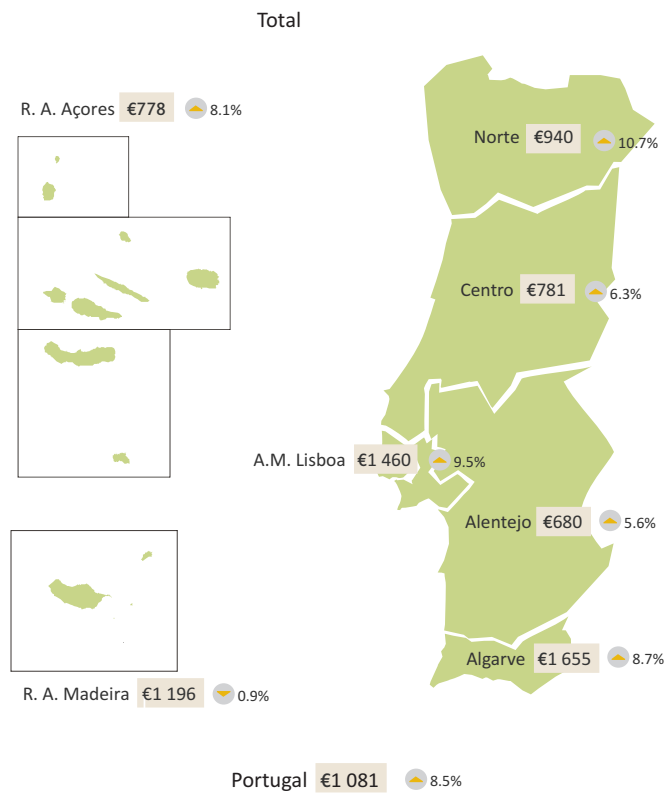 Total
R. A. Açores €778 8.1%
Norte €940 10.7%
Centro €781 6.3%
A.M. Lisboa €1 460 9.5%
Alentejo €680 5.6%
Algarve €1 655 8.7%
R. A. Madeira €1 196 0.9%
Portugal €1 081 8.5%